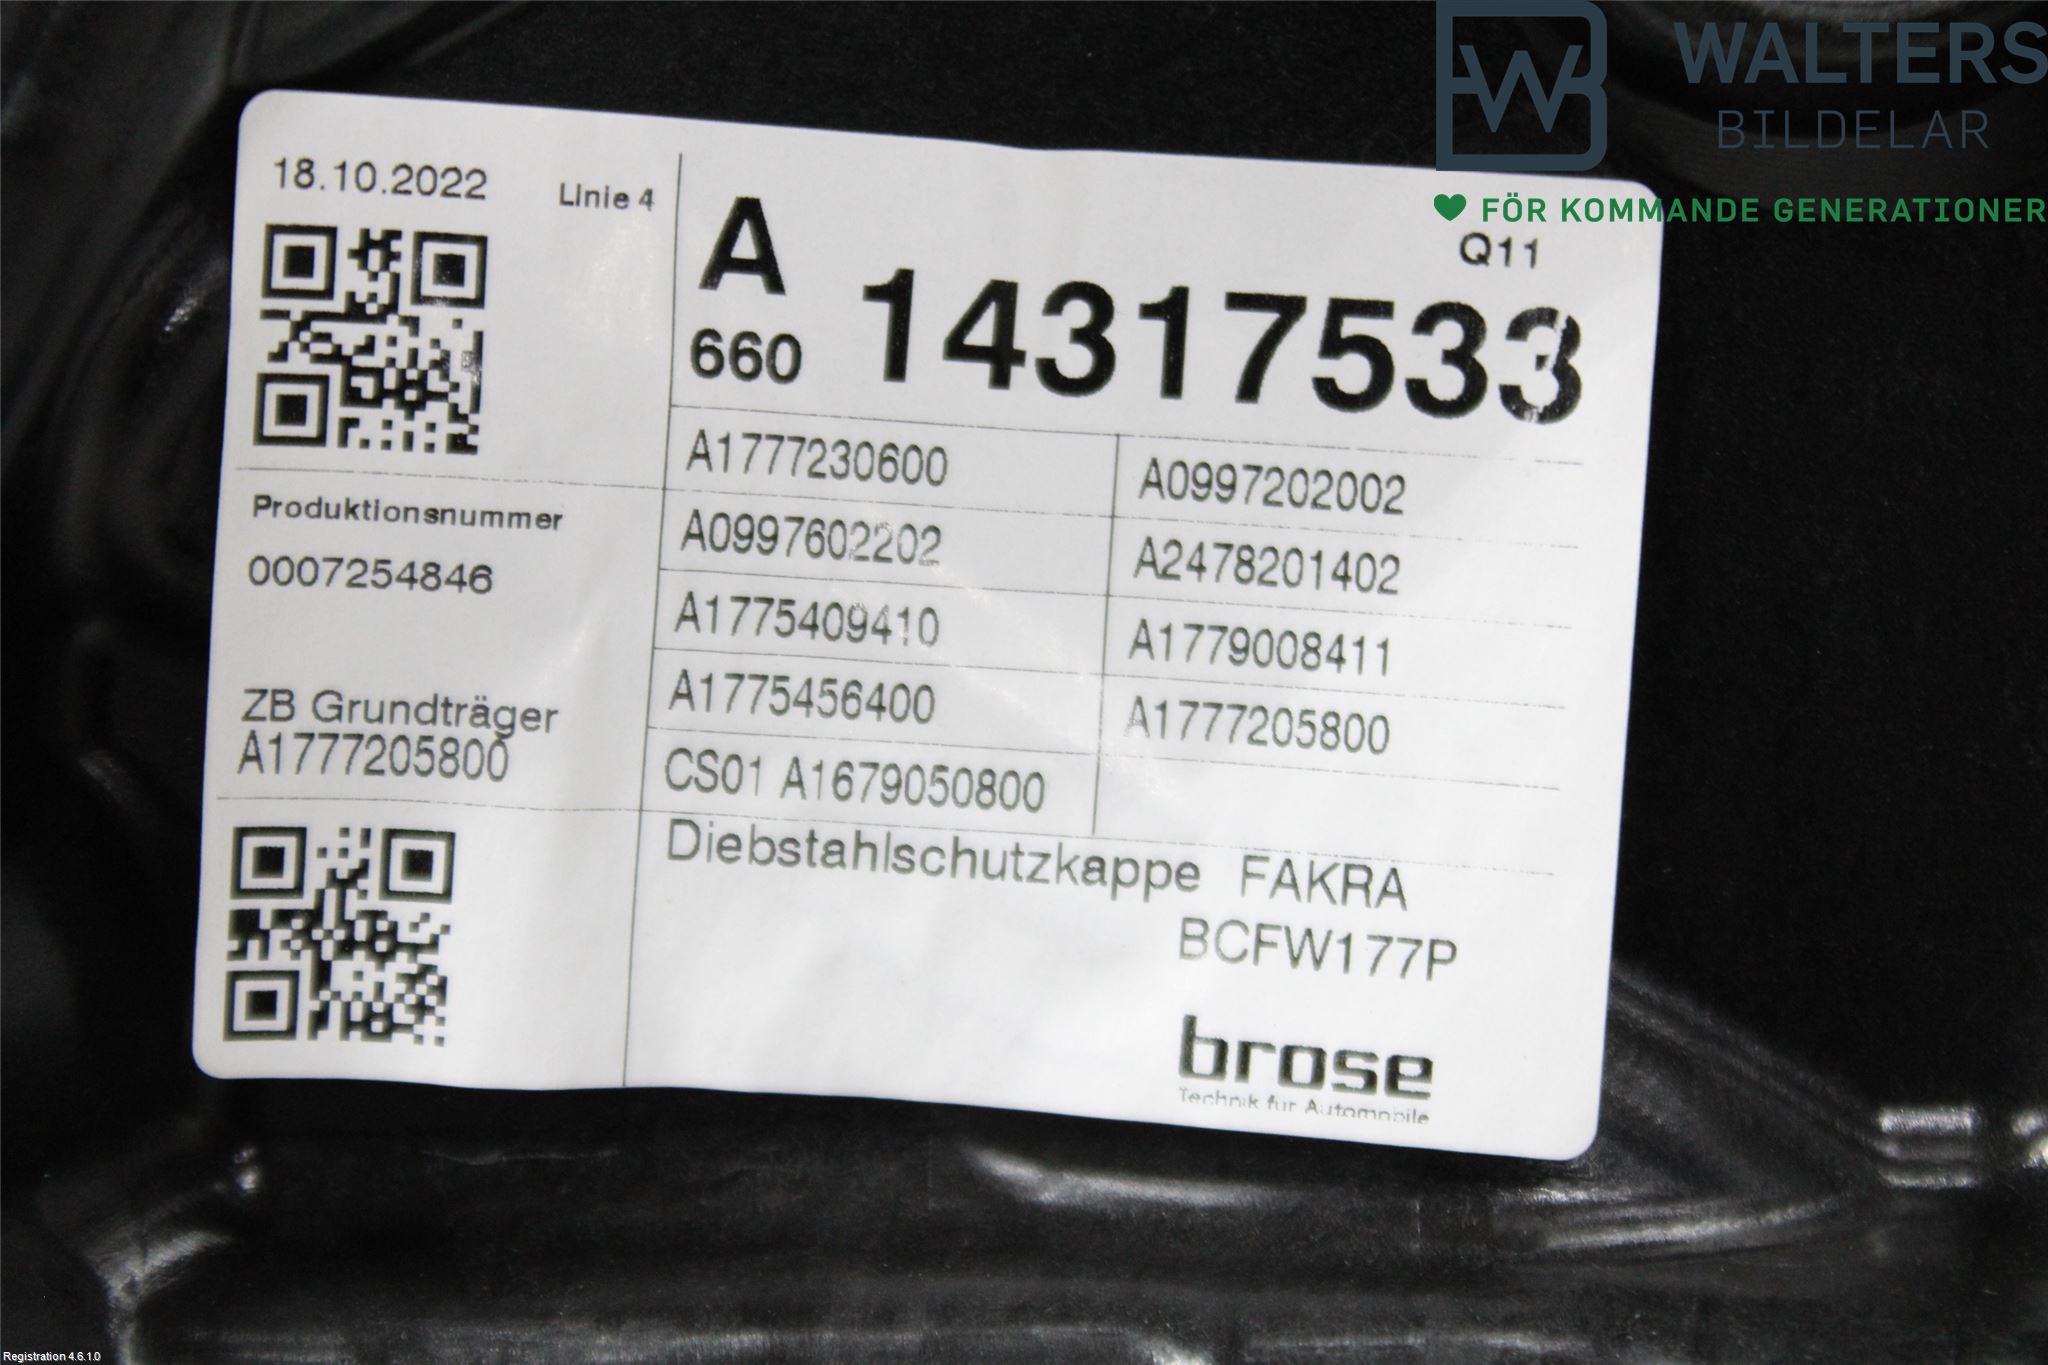 WALTERS
BILDELAR
FÖR KOMMANDE GENERATIONER
18.10.2022
Linie 4
Produktionsnummer
0007254846
ZB Grundträger
A1777205800
Q11
A
660
14317533
A1777230600 A0997202002
A0997602202 A2478201402
A1775409410 A1779008411
A1775456400 A1777205800
CS01 A1679050800
Diebstahlschutzkappe FAKRA
BCFW177P
brose
Technik für Automobile
Registration 4.6.1.0